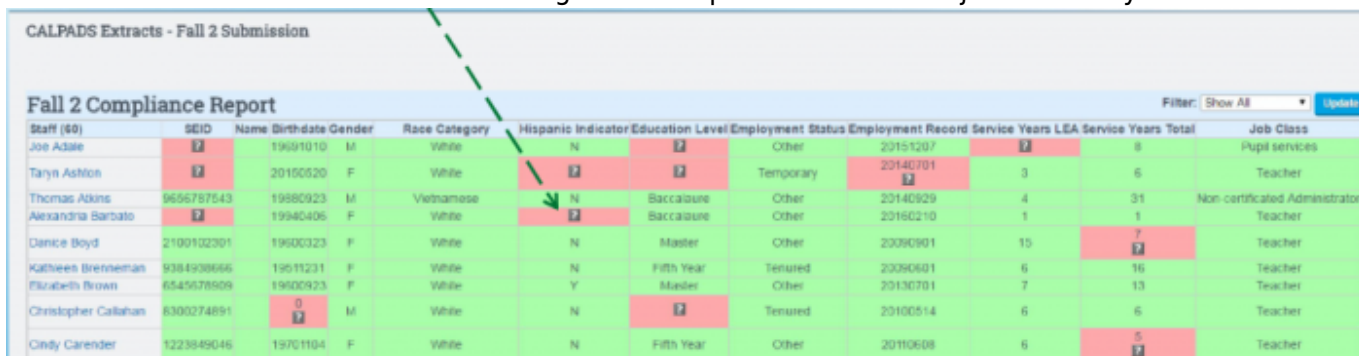 CALPADS Extracts - Fall 2 Submission
Fall 2 Compliance Report Filter: Show All Update
Staff (60) SEID Name Birthdate Gender Race Category Hispanic Indicator Education Level Employment Status Employment Record Service Years LEA Service Years Total Job Class
Joe Adale ? 19691010 M White N ? Other 20151207 ? 8 Pupil services
Taryn Ashton ? 20150520 F White ? ? Temporary 20140701 ? 3 6 Teacher
Thomas Atkins 9656787543 M Vietnamese N Baccalaure Other 20140929 4 31 Non-certificated Administrator
Alexandria Barbato ? 19940406 F White ? Baccalaure Other 20160210 1 1 Teacher
Danice Boyd 2100102301 19600323 F White N Master Other 20090901 15 7 ? Teacher
Kathleen Brenneman 9384938666 19511231 F White N Fifth Year Tenured 20090601 6 16 Teacher
Elizabeth Brown 6545678909 19600923 F White Y Master Other 20130701 7 13 Teacher
Christopher Callahan 6300274891 0 ? M White N ? Tenured 20100514 6 6 Teacher
Cindy Carender 1223849046 19701104 F White N Fifth Year Other 20110608 6 5 ? Teacher